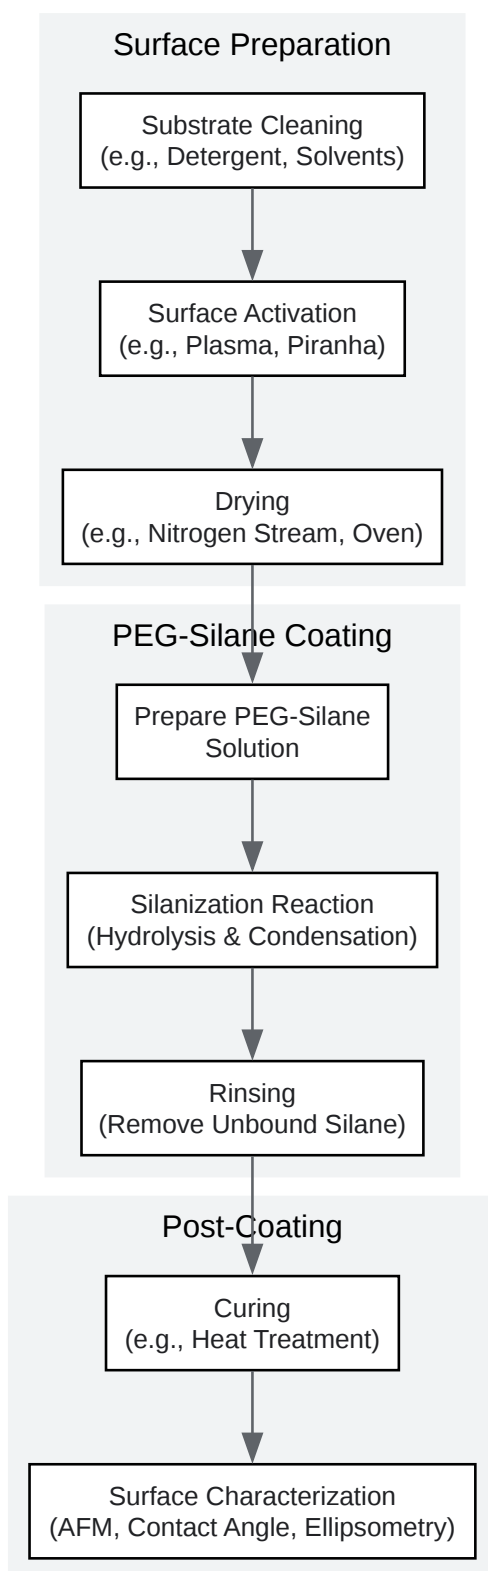 Surface Preparation
Substrate Cleaning
(e.g., Detergent, Solvents)
Surface Activation
(e.g., Plasma, Piranha)
Drying
(e.g., Nitrogen Stream, Oven)
PEG-Silane Coating
Prepare PEG-Silane
Solution
Silanization Reaction
(Hydrolysis & Condensation)
Rinsing
(Remove Unbound Silane)
Post-Coating
Curing
(e.g., Heat Treatment)
Surface Characterization
(AFM, Contact Angle, Ellipsometry)